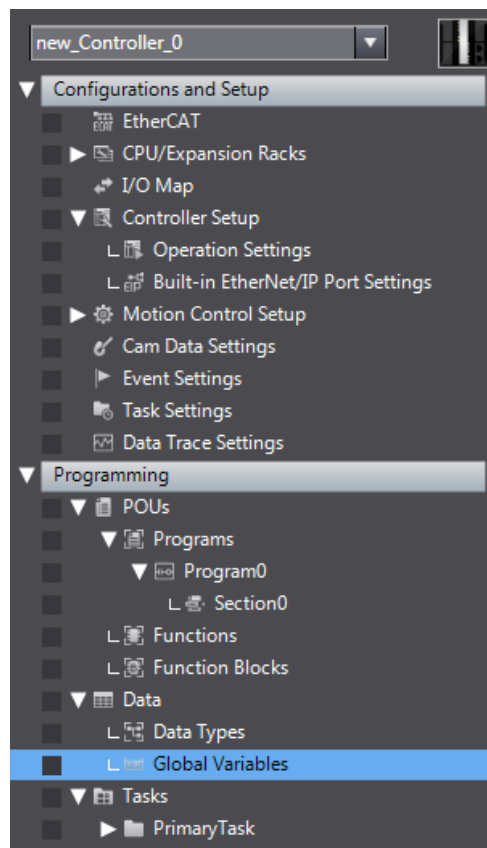 new_Controller_0
Configurations and Setup
EtherCAT
CPU/Expansion Racks
I/O Map
Controller Setup
Operation Settings
Built-in EtherNet/IP Port Settings
Motion Control Setup
Cam Data Settings
Event Settings
Task Settings
Data Trace Settings
Programming
POUs
Programs
Program0
Section0
Functions
Function Blocks
Data
Data Types
Global Variables
Tasks
PrimaryTask